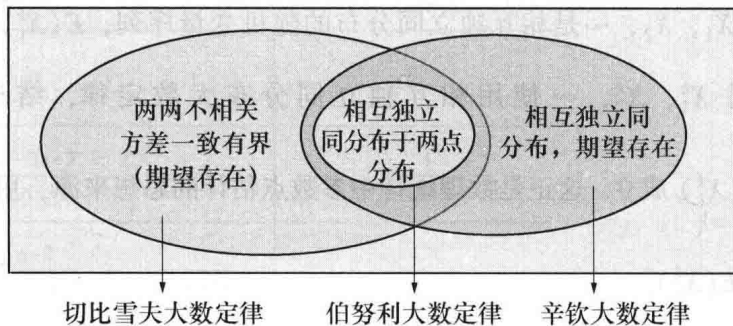 两两不相关
方差一致有界
（期望存在）
相互独立
同分布于两点
分布
相互独立同
分布，期望存在
切比雪夫大数定律
伯努利大数定律
辛钦大数定律